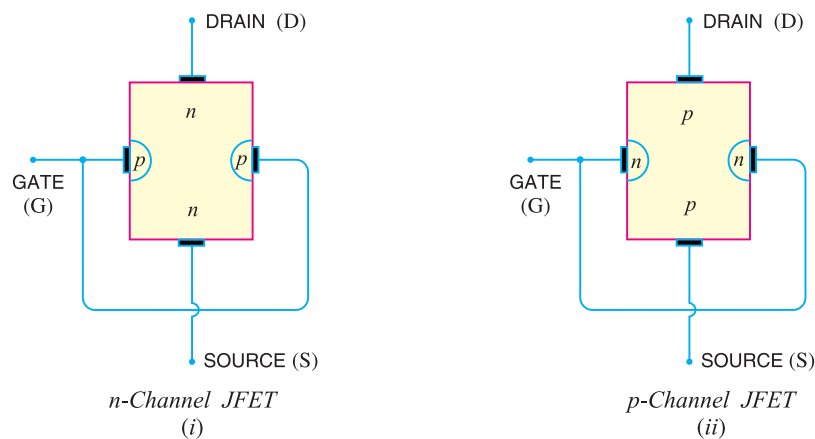 DRAIN (D)
n
p
p
GATE
(G)
n
SOURCE (S)
n-Channel JFET
(i)
DRAIN (D)
p
n
n
GATE
(G)
p
SOURCE (S)
p-Channel JFET
(ii)